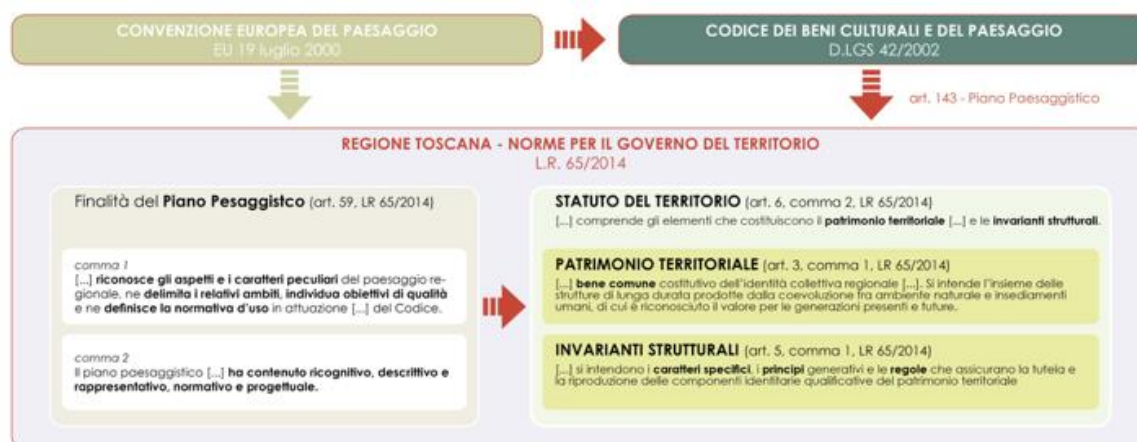 CONVENZIONE EUROPEA DEL PAESAGGIO
EU 19 luglio 2000
CODICE DEI BENI CULTURALI E DEL PAESAGGIO
D.LGS 42/2002
art. 143 - Piano Paesaggistico
REGIONE TOSCANA - NORME PER IL GOVERNO DEL TERRITORIO
L.R. 65/2014
Finalità del Piano Pesaggistco (art. 59, LR 65/2014)
comma 1
[...] riconosce gli aspetti e i caratteri peculiari del paesaggio re-
gionale, ne delimita i relativi ambiti, individua obiettivi di qualità
e ne definisce la normativa d'uso in attuazione [...] del Codice.
comma 2
Il piano paesaggistico [...] ha contenuto ricognitivo, descrittivo e
rappresentativo, normativo e progettuale.
STATUTO DEL TERRITORIO (art. 6, comma 2, LR 65/2014)
[...] comprende gli elementi che costituiscono il patrimonio territoriale [...] e le invarianti strutturali.
PATRIMONIO TERRITORIALE (art. 3, comma 1, LR 65/2014)
[...] bene comune costitutivo dell'identità collettiva regionale [...]. Si intende l'insieme delle
strutture di lunga durata prodotte dalla coevoluzione fra ambiente naturale e insediamenti
umani, di cui è riconosciuto il valore per le generazioni presenti e future.
INVARIANTI STRUTTURALI (art. 5, comma 1, LR 65/2014)
[...] si intendono i caratteri specifici, i principi generativi e le regole che assicurano la tutela e
la riproduzione delle componenti identitarie qualificative del patrimonio territoriale